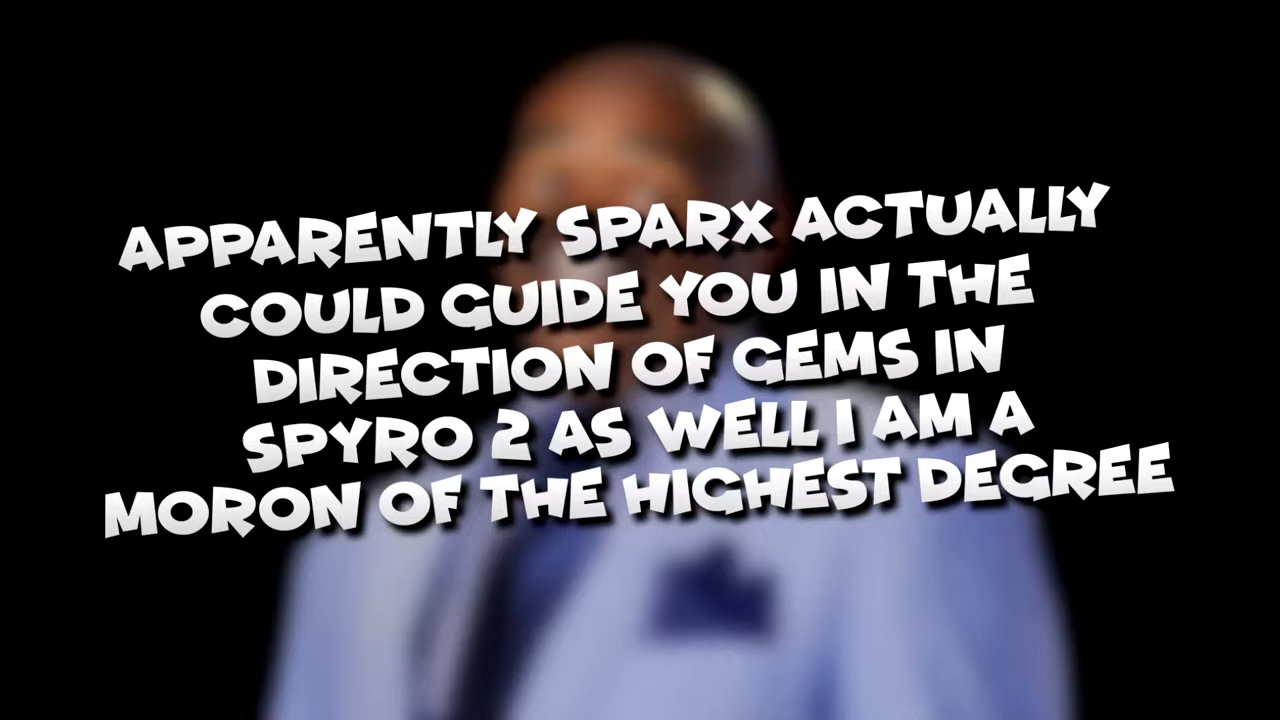 APPARENTLY SPARX ACTUALLY
COULD GUIDE YOU IN THE
DIRECTION OF GEMS IN
SPYRO 2 AS WELL I AM A
MORON OF THE HIGHEST DEGREE